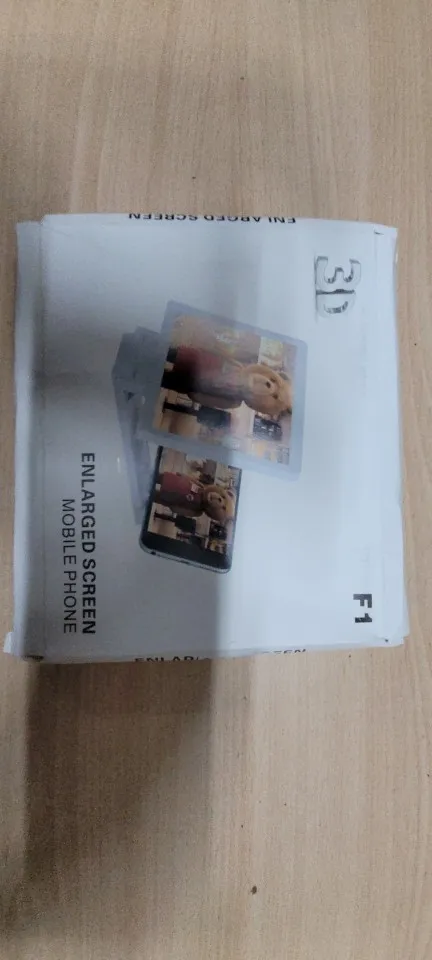 3D
F1
ENLARGED SCREEN
MOBILE PHONE
ENLARGED SCREEN